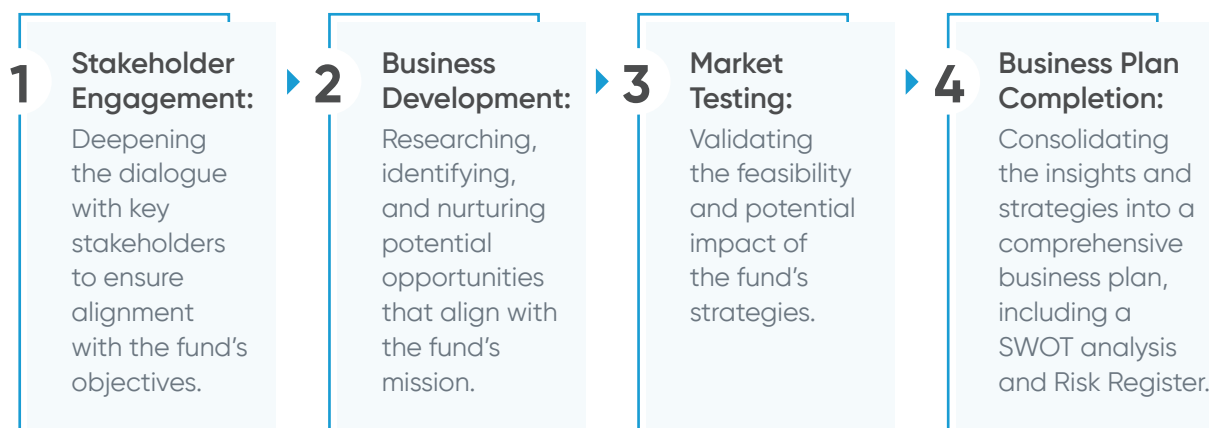 1
Stakeholder
Engagement:
Deepening
the dialogue
with key
stakeholders
to ensure
alignment
with the fund's
objectives.
2
Business
Development:
Researching,
identifying,
and nurturing
potential
opportunities
that align with
the fund's
mission.
3
Market
Testing:
Validating
the feasibility
and potential
impact of
the fund's
strategies.
4
Business Plan
Completion:
Consolidating
the insights and
strategies into a
comprehensive
business plan,
including a
SWOT analysis
and Risk Register.